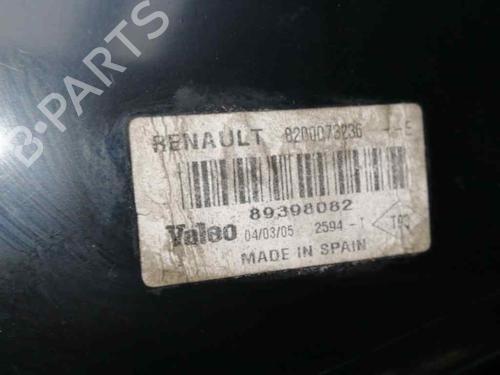 B-PARTS
RENAULT 8200073236 --E
89398082
Valeo 04/03/05 2594 - T
MADE IN SPAIN